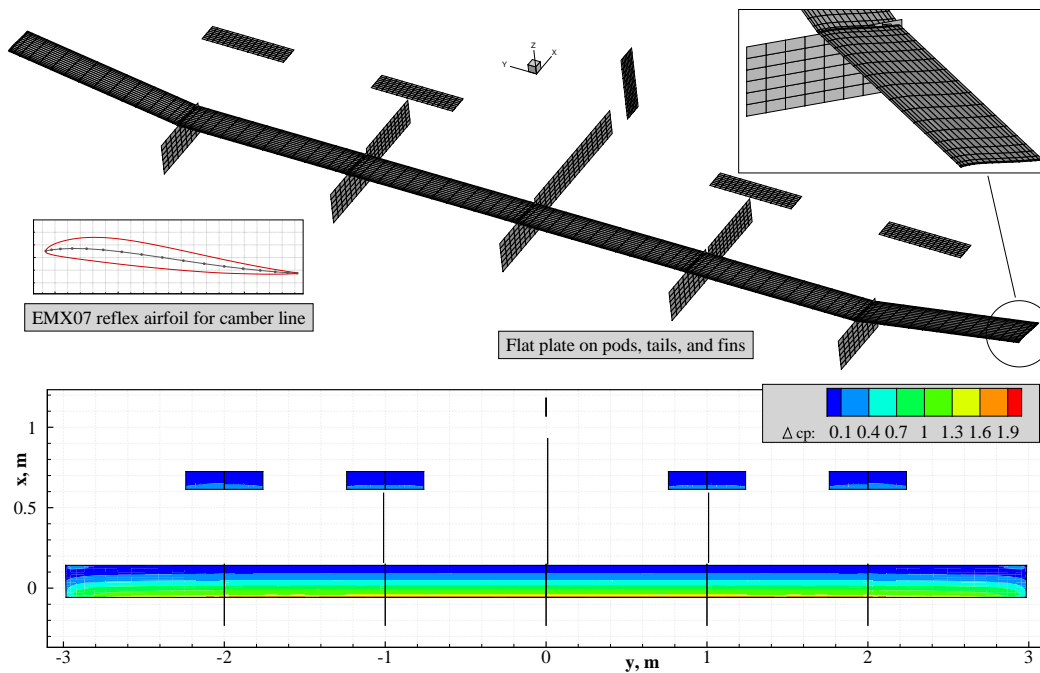 Z
X
Y
EMX07 reflex airfoil for camber line
Flat plate on pods, tails, and fins
Δ cp: 0.1 0.4 0.7 1 1.3 1.6 1.9
x, m
1
0.5
0
-3 -2 -1 0 1 2 3
y, m